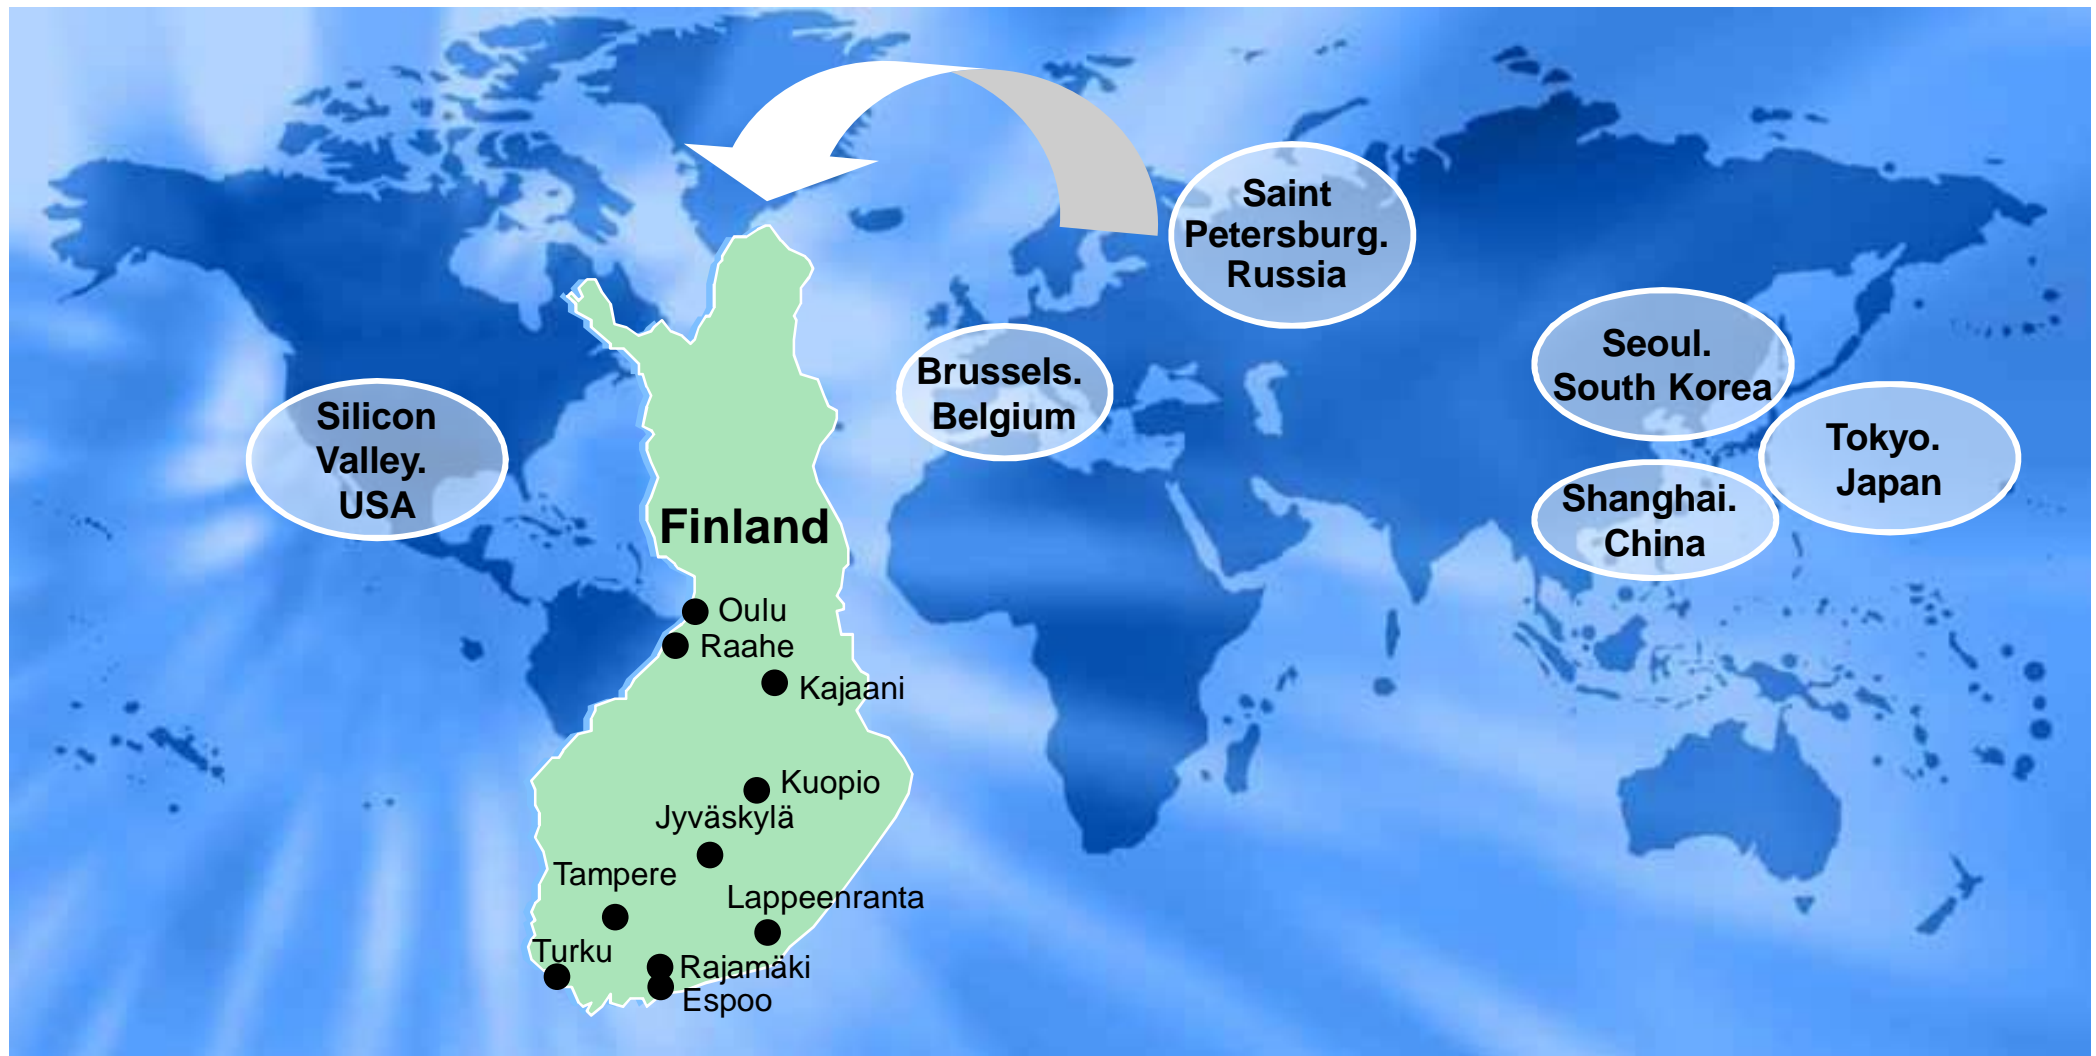 Saint
Petersburg.
Russia
Brussels.
Belgium
Seoul.
South Korea
Silicon
Valley.
USA
Tokyo.
Japan
Shanghai.
China
Finland
Oulu
Raahe
Kajaani
Kuopio
Jyväskylä
Tampere
Lappeenranta
Turku
Rajamäki
Espoo